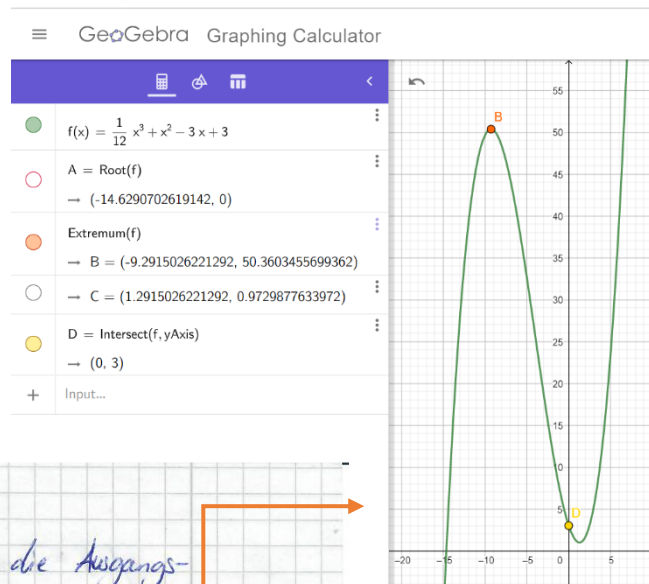 GeoGebra Graphing Calculator
f(x) = 1/12 x³ + x² − 3 x + 3
A = Root(f)
→ (-14.6290702619142, 0)
Extremum(f)
→ B = (-9.2915026221292, 50.3603455699362)
→ C = (1.2915026221292, 0.9729877633972)
D = Intersect(f, yAxis)
→ (0, 3)
+ Input...
die Ausgangs-
B
55
50
45
40
35
30
25
20
15
10
5
D
-20 -15 -10 -5 0 5